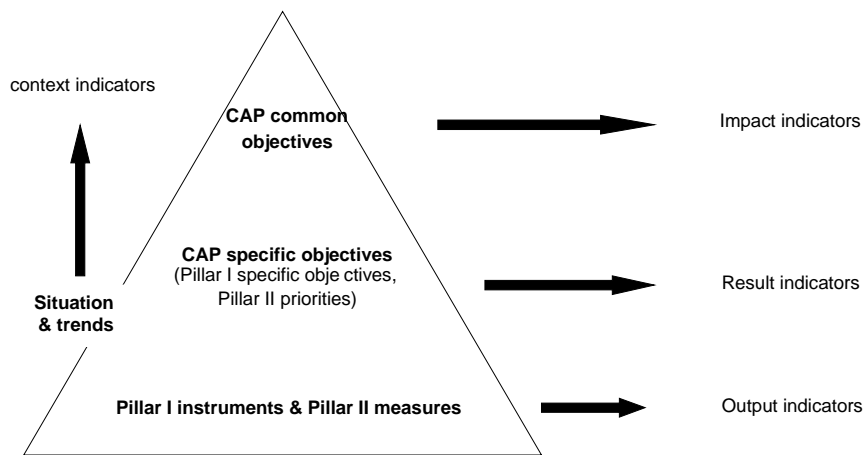 context indicators
CAP common
objectives
Impact indicators
CAP specific objectives
(Pillar I specific obje ctives,
Pillar II priorities)
Result indicators
Situation
& trends
Pillar I instruments & Pillar II measures
Output indicators